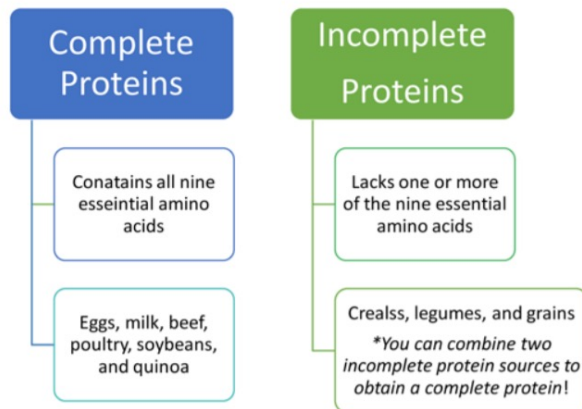 Complete
Proteins
Conatains all nine
esseintial amino
acids
Eggs, milk, beef,
poultry, soybeans,
and quinoa
Incomplete
Proteins
Lacks one or more
of the nine essential
amino acids
Crealss, legumes, and grains
*You can combine two
incomplete protein sources to
obtain a complete protein!